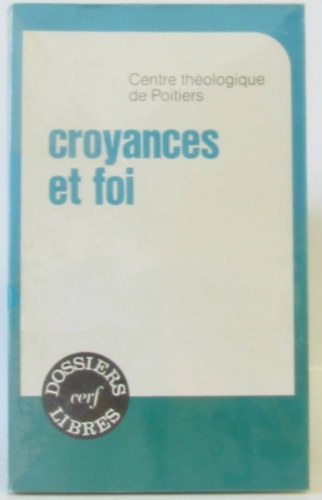 Centre théologique
de Poitiers
croyances
et foi
DOSSIERS
cerf
LIBRES